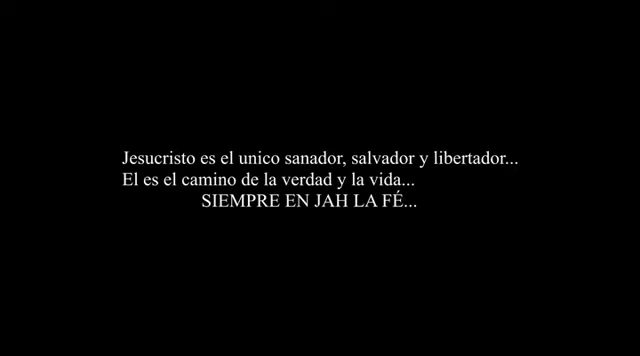 Jesucristo es el unico sanador, salvador y libertador...
El es el camino de la verdad y la vida...
SIEMPRE EN JAH LA FÉ...